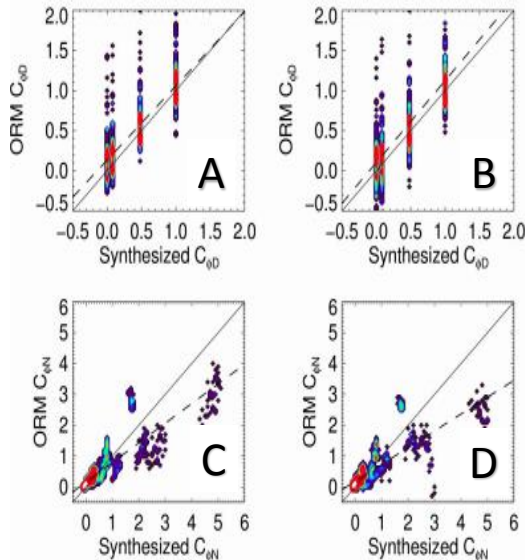 ORM CϕD
2.0
1.5
1.0
0.5
0.0
−0.5
A
−0.5 0.0 0.5 1.0 1.5 2.0
Synthesized CϕD
ORM CϕD
2.0
1.5
1.0
0.5
0.0
−0.5
B
−0.5 0.0 0.5 1.0 1.5 2.0
Synthesized CϕD
ORM CϕN
6
5
4
3
2
1
0
C
0 1 2 3 4 5 6
Synthesized CϕN
ORM CϕN
6
5
4
3
2
1
0
D
0 1 2 3 4 5 6
Synthesized CϕN